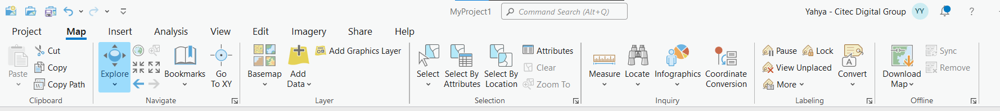 MyProject1
Command Search (Alt+Q)
Yahya - Citec Digital Group
YY
?
Project
Map
Insert
Analysis
View
Edit
Imagery
Share
Help
Paste
Cut
Copy
Copy Path
Clipboard
Explore
Bookmarks
Go
To XY
Navigate
Basemap
Add
Data
Add Graphics Layer
Layer
Select
Select By
Attributes
Select By
Location
Attributes
Clear
Zoom To
Selection
Measure
Locate
Infographics
Coordinate
Conversion
Inquiry
Pause
Lock
View Unplaced
More
A
Convert
Labeling
Download
Map
Sync
Remove
Offline